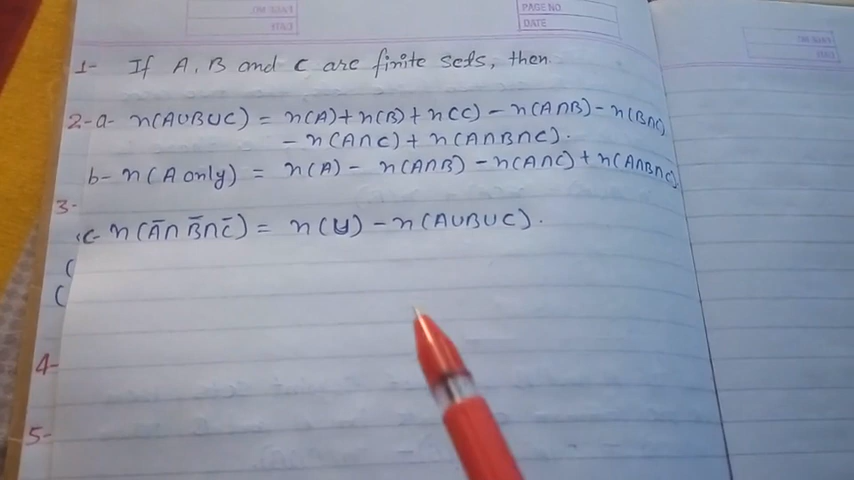 PAGE NO.
DATE
1- If A, B and C are finite sets, then
2-a- n(A∪B∪C) = n(A) + n(B) + n(C) - n(A∩B) - n(B∩C)
- n(A∩C) + n(A∩B∩C).
b- n(A only) = n(A) - n(A∩B) - n(A∩C) + n(A∩B∩C)
3-
c- n(A̅∩B̅∩C̅) = n(U) - n(A∪B∪C).
(
(
4-
5-